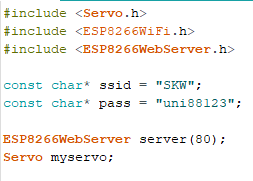 #include <Servo.h>
#include <ESP8266WiFi.h>
#include <ESP8266WebServer.h>
const char* ssid = "SKW";
const char* pass = "uni88123";
ESP8266WebServer server(80);
Servo myservo;